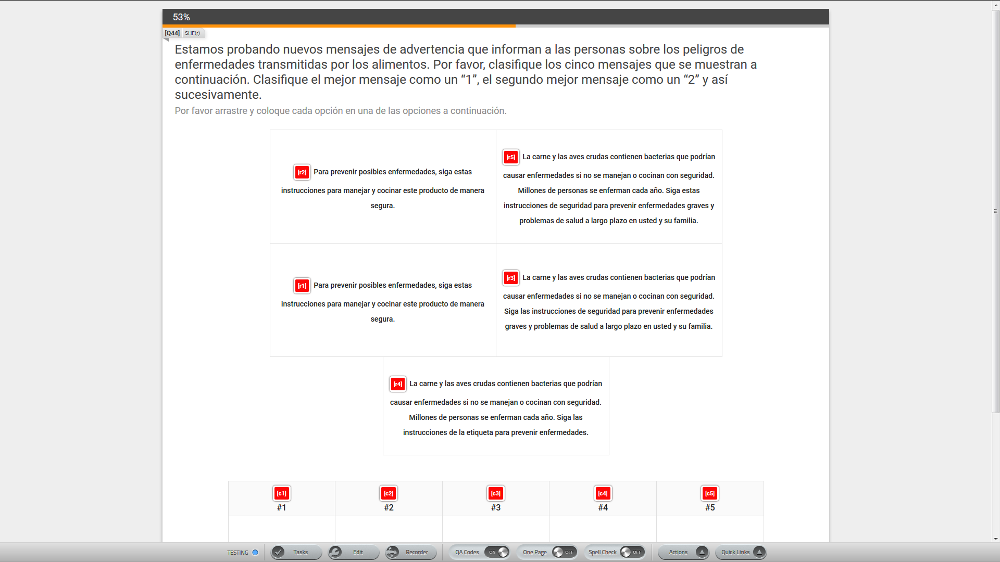 53%
[Q44] SHF(r)
Estamos probando nuevos mensajes de advertencia que informan a las personas sobre los peligros de
enfermedades transmitidas por los alimentos. Por favor, clasifique los cinco mensajes que se muestran a
continuación. Clasifique el mejor mensaje como un “1”, el segundo mejor mensaje como un “2” y así
sucesivamente.
Por favor arrastre y coloque cada opción en una de las opciones a continuación.
[r2] Para prevenir posibles enfermedades, siga estas
instrucciones para manejar y cocinar este producto de manera
segura.
[r5] La carne y las aves crudas contienen bacterias que podrían
causar enfermedades si no se manejan o cocinan con seguridad.
Millones de personas se enferman cada año. Siga estas
instrucciones de seguridad para prevenir enfermedades graves y
problemas de salud a largo plazo en usted y su familia.
[r1] Para prevenir posibles enfermedades, siga estas
instrucciones para manejar y cocinar este producto de manera
segura.
[r3] La carne y las aves crudas contienen bacterias que podrían
causar enfermedades si no se manejan o cocinan con seguridad.
Siga las instrucciones de seguridad para prevenir enfermedades
graves y problemas de salud a largo plazo en usted y su familia.
[r4] La carne y las aves crudas contienen bacterias que podrían
causar enfermedades si no se manejan o cocinan con seguridad.
Millones de personas se enferman cada año. Siga las
instrucciones de la etiqueta para prevenir enfermedades.
[c1] [c2] [c3] [c4] [c5]
#1 #2 #3 #4 #5
TESTING Tasks Edit Recorder QA Codes ON One Page OFF Spell Check OFF Actions Quick Links